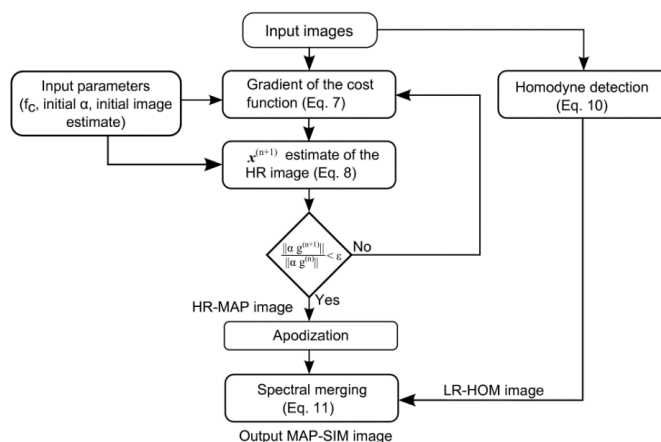 Input images
Input parameters
(fC, initial α, initial image
estimate)
Gradient of the cost
function (Eq. 7)
Homodyne detection
(Eq. 10)
x(n+1) estimate of the
HR image (Eq. 8)
||α g(n+1)||
||α g(n)||
< ε
No
Yes
HR-MAP image
Apodization
Spectral merging
(Eq. 11)
LR-HOM image
Output MAP-SIM image